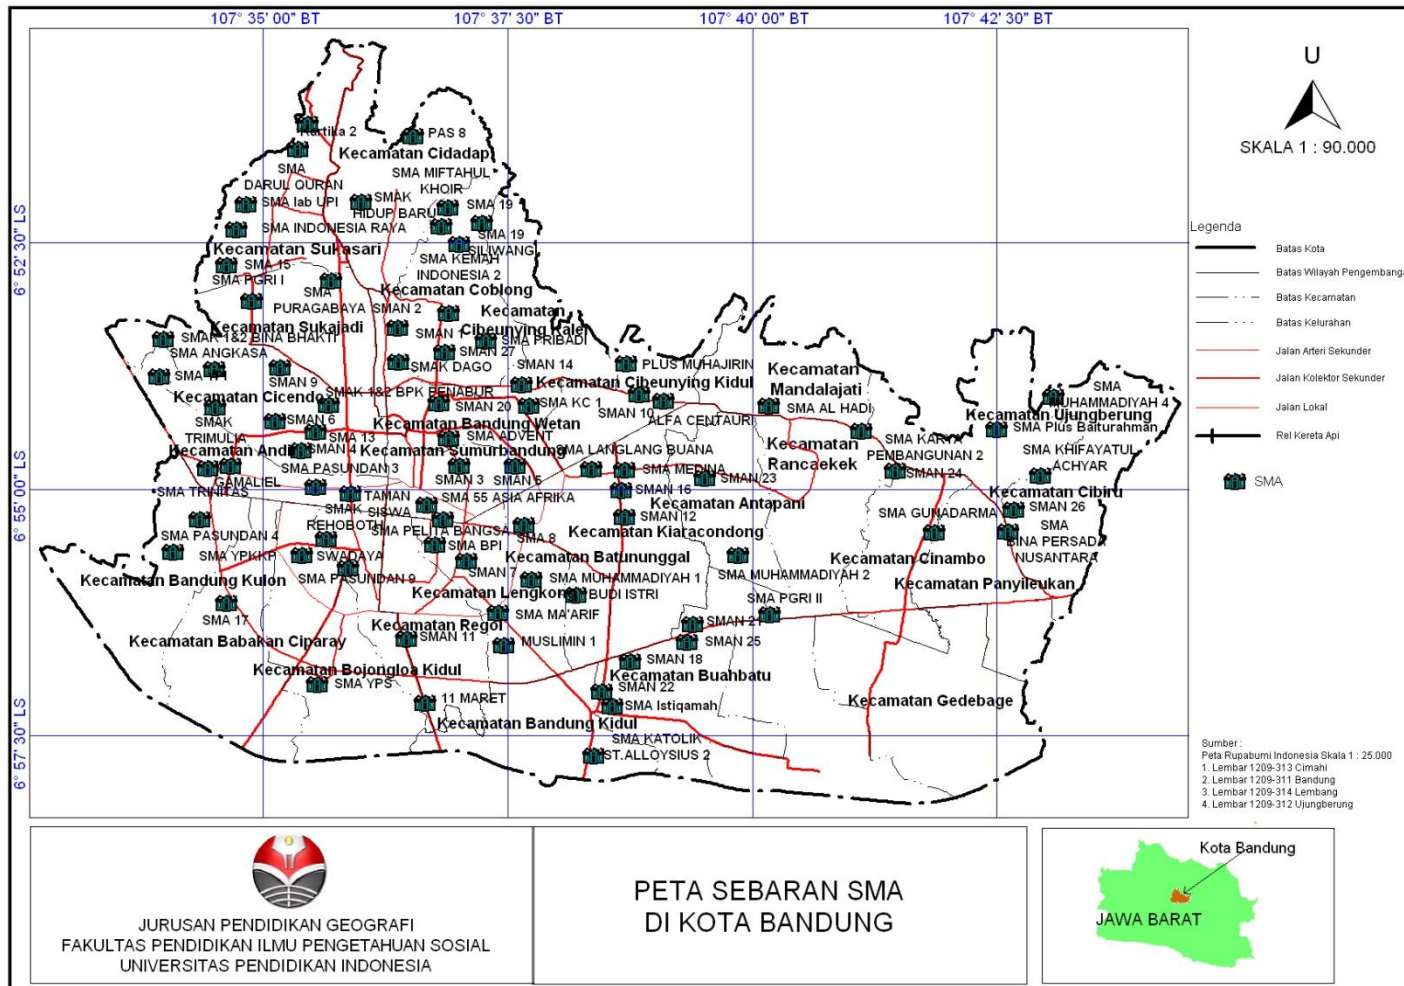 107° 35' 00" BT
107° 37' 30" BT
107° 40' 00" BT
107° 42' 30" BT
6° 52' 30" LS
6° 55' 00" LS
6° 57' 30" LS
6° 52' 30" LS
6° 55' 00" LS
6° 57' 30" LS
U
SKALA 1 : 90.000
Legenda
Batas Kota
Batas Wilayah Pengembanga
Batas Kecamatan
Batas Kelurahan
Jalan Arteri Sekunder
Jalan Kolektor Sekunder
Jalan Lokal
Rel Kereta Api
SMA
Kartika 2
PAS 8
Kecamatan Cidadap
SMA
DARUL QURAN
SMA MIFTAHUL
KHOIR
SMA lab UPI
SMAK
HIDUP BARU
SMA 19
SMA INDONESIA RAYA
SMA 19
SILIWANGI
Kecamatan Sukasari
SMA KEMAH
INDONESIA 2
SMA 15
SMA PGRI I
SMA
PURAGABAYA
Kecamatan Coblong
SMAN 2
Kecamatan
Cibeunying Kaler
Kecamatan Sukajadi
SMAN 1
SMAK 1&2 BINA BHAKTI
SMA PRIBADI
SMA ANGKASA
SMAN 27
SMAK DAGO
SMAN 14
PLUS MUHAJIRIN
SMAN 9
Kecamatan Cibeunying Kidul
Kecamatan
Mandalajati
SMAK 1&2 BPK PENABUR
Kecamatan Cicendo
SMAN 20
SMA KC 1
SMAN 10
ALFA CENTAURI
SMA AL HADI
SMA
MUHAMMADIYAH 4
Kecamatan Ujungberung
SMA Plus Baiturahman
SMAK
TRIMULIA
SMAN 6
Kecamatan Bandung Wetan
SMA 13
SMA ADVENT
Kecamatan
Rancaekek
SMA KARYA
PEMBANGUNAN 2
SMA KHIFAYATUL
ACHYAR
Kecamatan Andir
SMAN 4
Kecamatan Sumurbandung
SMA LANGLANG BUANA
SMA PASUNDAN 3
GAMALIEL
SMAN 3
SMAN 5
SMA MEDINA
SMAN 23
SMAN 24
SMA TRINITAS
TAMAN
SISWA
SMA 55 ASIA AFRIKA
SMAN 16
Kecamatan Antapani
Kecamatan Cibiru
SMAN 26
SMAK
REHOBOTH
SMA PELITA BANGSA
SMA 8
SMAN 12
SMA GUNADARMA
Kecamatan Kiaracondong
SMA
BINA PERSADA
NUSANTARA
SMA PASUNDAN 4
SMA YPKKP
SWADAYA
SMA BPI
Kecamatan Batununggal
Kecamatan Cinambo
SMAN 7
SMA PASUNDAN 9
SMA MUHAMMADIYAH 1
SMA MUHAMMADIYAH 2
Kecamatan Bandung Kulon
Kecamatan Panyileukan
Kecamatan Lengkong
BUDI ISTRI
SMA PGRI II
SMA 17
SMA MA'ARIF
Kecamatan Regol
SMAN 21
Kecamatan Babakan Ciparay
SMAN 11
MUSLIMIN 1
SMAN 25
SMAN 18
Kecamatan Bojongloa Kidul
Kecamatan Buahbatu
SMA YPS
SMAN 22
11 MARET
SMA Istiqamah
Kecamatan Gedebage
Kecamatan Bandung Kidul
SMA KATOLIK
ST.ALLOYSIUS 2
Sumber :
Peta Rupabumi Indonesia Skala 1 : 25.000
1. Lembar 1209-313 Cimahi
2. Lembar 1209-311 Bandung
3. Lembar 1209-314 Lembang
4. Lembar 1209-312 Ujungberung
JURUSAN PENDIDIKAN GEOGRAFI
FAKULTAS PENDIDIKAN ILMU PENGETAHUAN SOSIAL
UNIVERSITAS PENDIDIKAN INDONESIA
PETA SEBARAN SMA
DI KOTA BANDUNG
Kota Bandung
JAWA BARAT